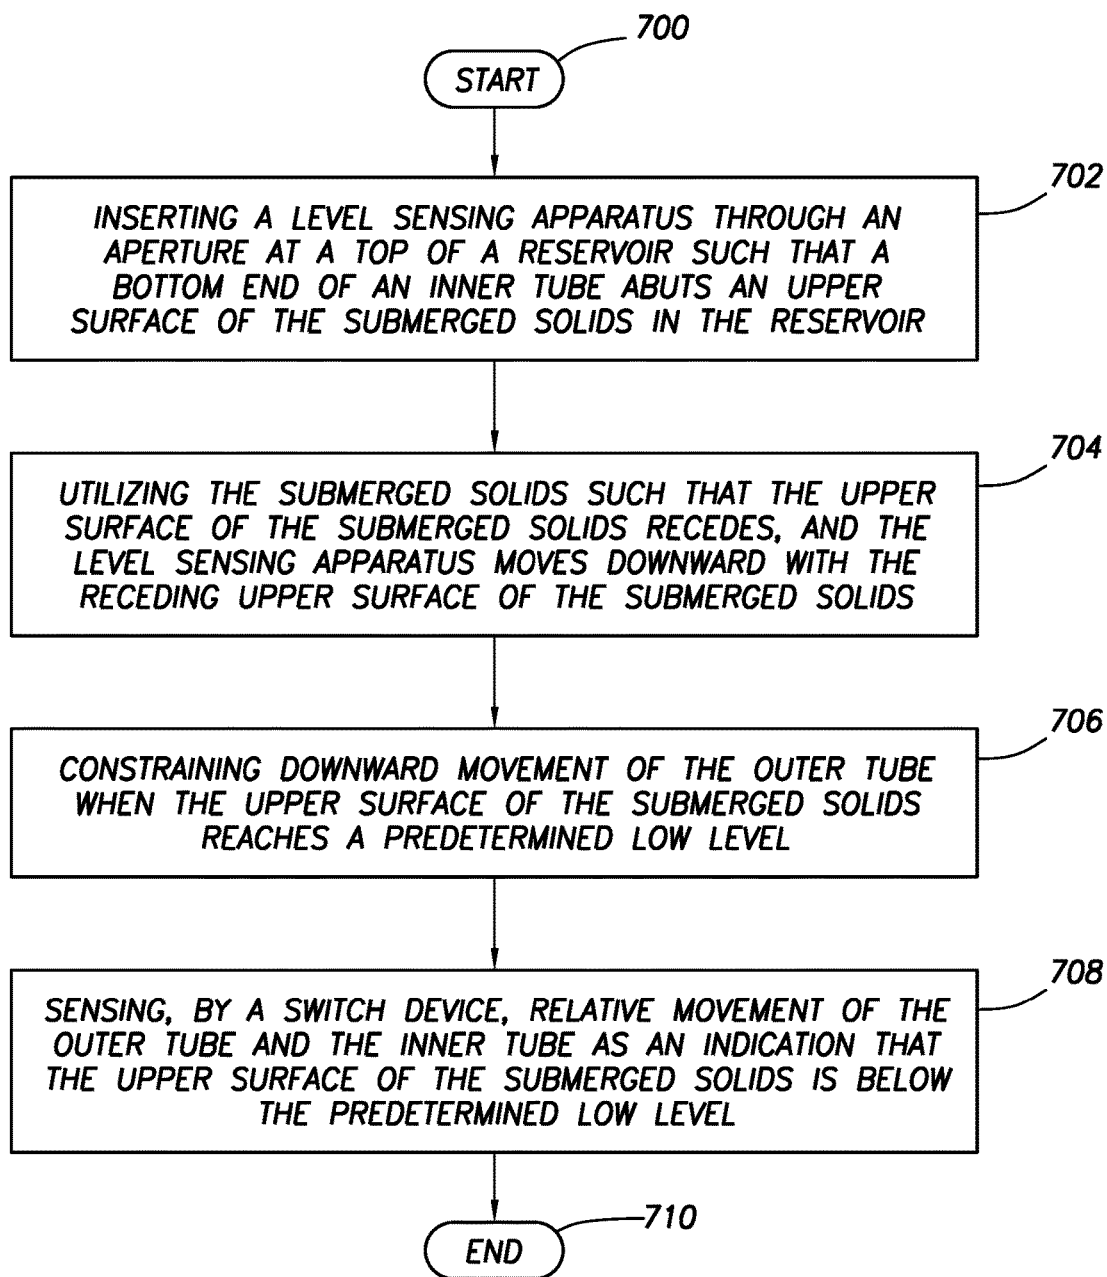 700
START
702
INSERTING A LEVEL SENSING APPARATUS THROUGH AN
APERTURE AT A TOP OF A RESERVOIR SUCH THAT A
BOTTOM END OF AN INNER TUBE ABUTS AN UPPER
SURFACE OF THE SUBMERGED SOLIDS IN THE RESERVOIR
704
UTILIZING THE SUBMERGED SOLIDS SUCH THAT THE UPPER
SURFACE OF THE SUBMERGED SOLIDS RECEDES, AND THE
LEVEL SENSING APPARATUS MOVES DOWNWARD WITH THE
RECEDING UPPER SURFACE OF THE SUBMERGED SOLIDS
706
CONSTRAINING DOWNWARD MOVEMENT OF THE OUTER TUBE
WHEN THE UPPER SURFACE OF THE SUBMERGED SOLIDS
REACHES A PREDETERMINED LOW LEVEL
708
SENSING, BY A SWITCH DEVICE, RELATIVE MOVEMENT OF THE
OUTER TUBE AND THE INNER TUBE AS AN INDICATION THAT
THE UPPER SURFACE OF THE SUBMERGED SOLIDS IS BELOW
THE PREDETERMINED LOW LEVEL
710
END